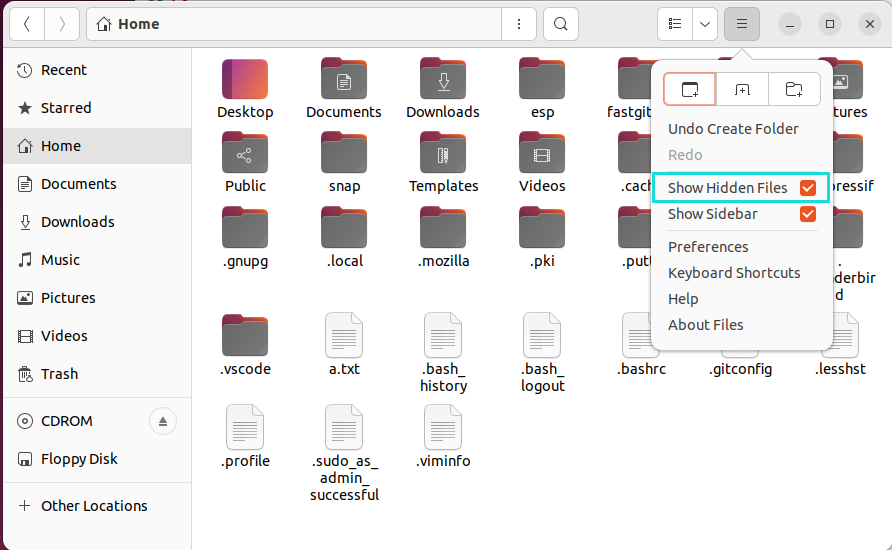 Home
Recent
Starred
Home
Documents
Downloads
Music
Pictures
Videos
Trash
CDROM
Floppy Disk
Other Locations
Desktop
Documents
Downloads
esp
fastgit
tures
Public
snap
Templates
Videos
.cach
pressif
.gnupg
.local
.mozilla
.pki
.putt
.
nderbir
d
.vscode
a.txt
.bash_
history
.bash_
logout
.bashrc
.gitconfig
.lesshst
.profile
.sudo_as_
admin_
successful
.viminfo
Undo Create Folder
Redo
Show Hidden Files
Show Sidebar
Preferences
Keyboard Shortcuts
Help
About Files